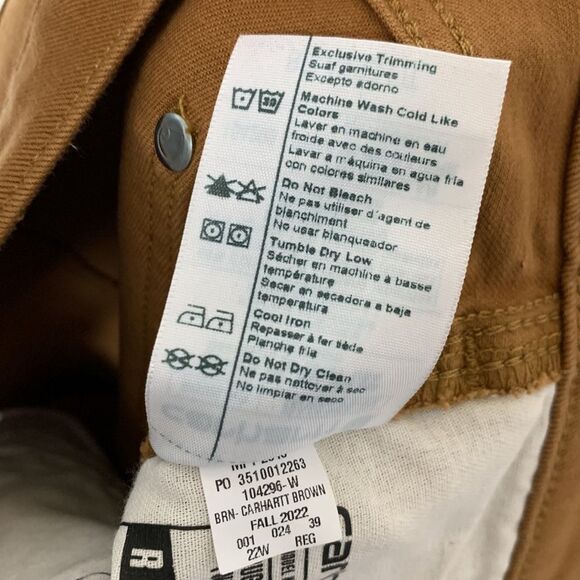 Exclusive Trimming
Sauf garnitures
Excepto adorno
Machine Wash Cold Like
Colors
Laver en machine en eau
froide avec des couleurs
Lavar a máquina en agua fría
con colores similares
30
Do Not Bleach
Ne pas utiliser d'agent de
blanchiment
No usar blanqueador
Tumble Dry Low
Sécher en machine à basse
température
Secar en secadora a baja
temperatura
Cool Iron
Repasser à fer tiède
Plancha fría
Do Not Dry Clean
Ne pas nettoyer à sec
No limpiar en seco
PO 3510012263
104296-W
BRN- CARHARTT BROWN
FALL 2022
001 024 39
22W REG
R